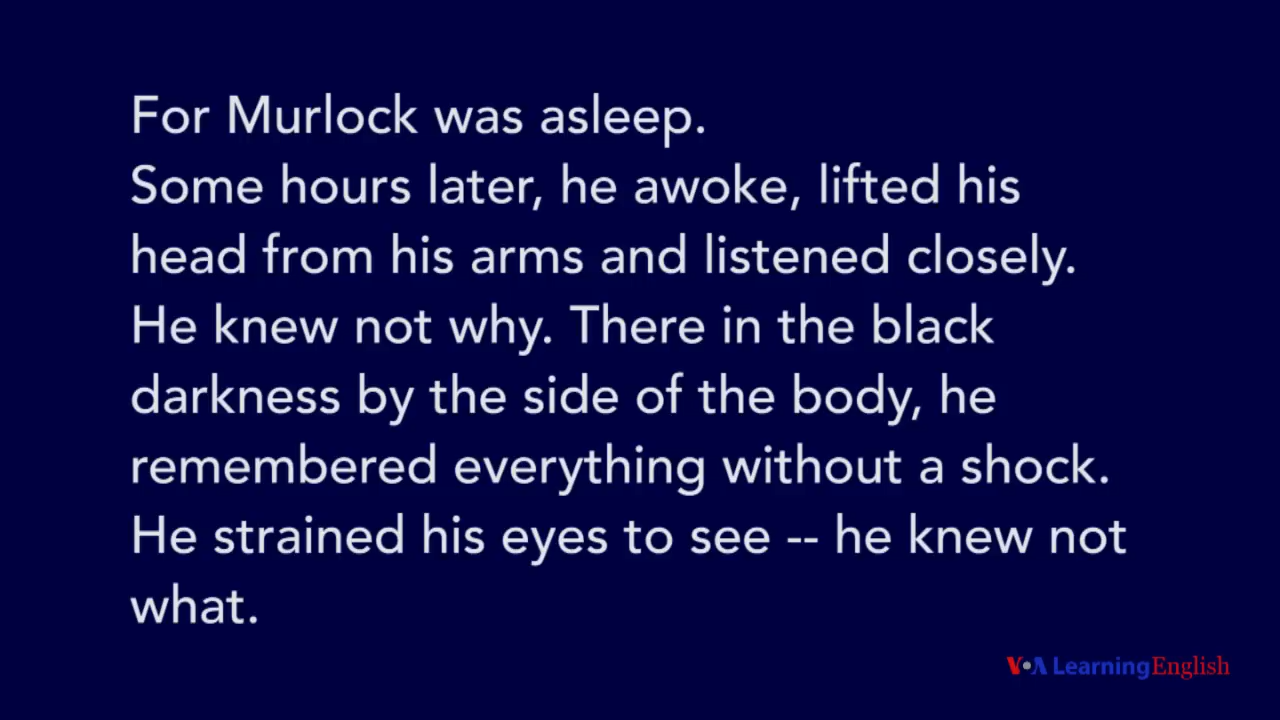 For Murlock was asleep.
Some hours later, he awoke, lifted his
head from his arms and listened closely.
He knew not why. There in the black
darkness by the side of the body, he
remembered everything without a shock.
He strained his eyes to see -- he knew not
what.
VOA Learning English